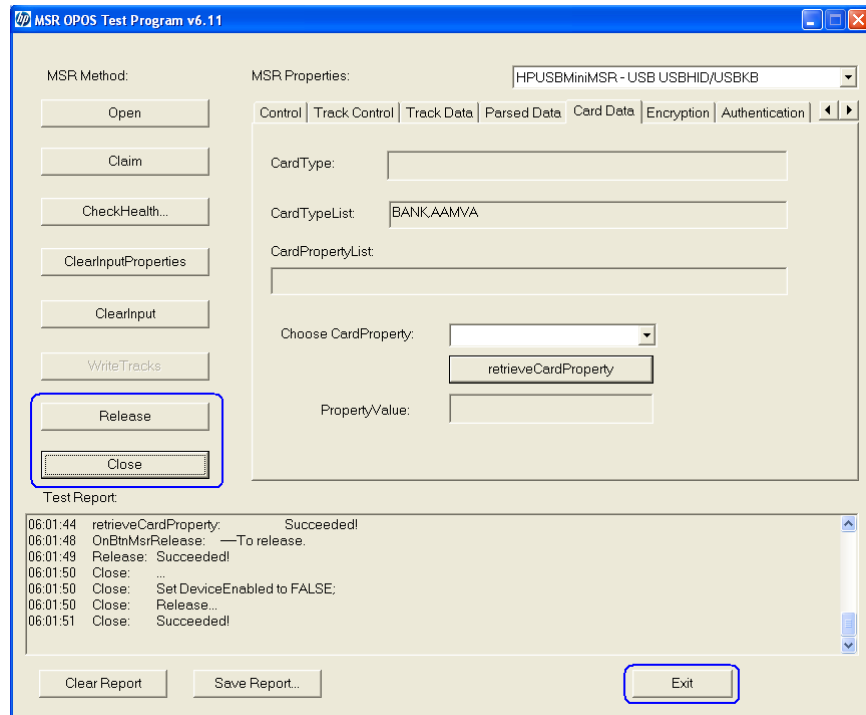 hp MSR OPOS Test Program v6.11
MSR Method:
MSR Properties:
HPUSBMiniMSR - USB USBHID/USBKB
Open
Claim
CheckHealth...
ClearInputProperties
ClearInput
WriteTracks
Release
Close
Control Track Control Track Data Parsed Data Card Data Encryption Authentication
CardType:
CardTypeList: BANK,AAMVA
CardPropertyList:
Choose CardProperty:
retrieveCardProperty
PropertyValue:
Test Report:
06:01:44 retrieveCardProperty: Succeeded!
06:01:48 OnBtnMsrRelease: —To release.
06:01:49 Release: Succeeded!
06:01:50 Close: ...
06:01:50 Close: Set DeviceEnabled to FALSE;
06:01:50 Close: Release...
06:01:51 Close: Succeeded!
Clear Report
Save Report...
Exit